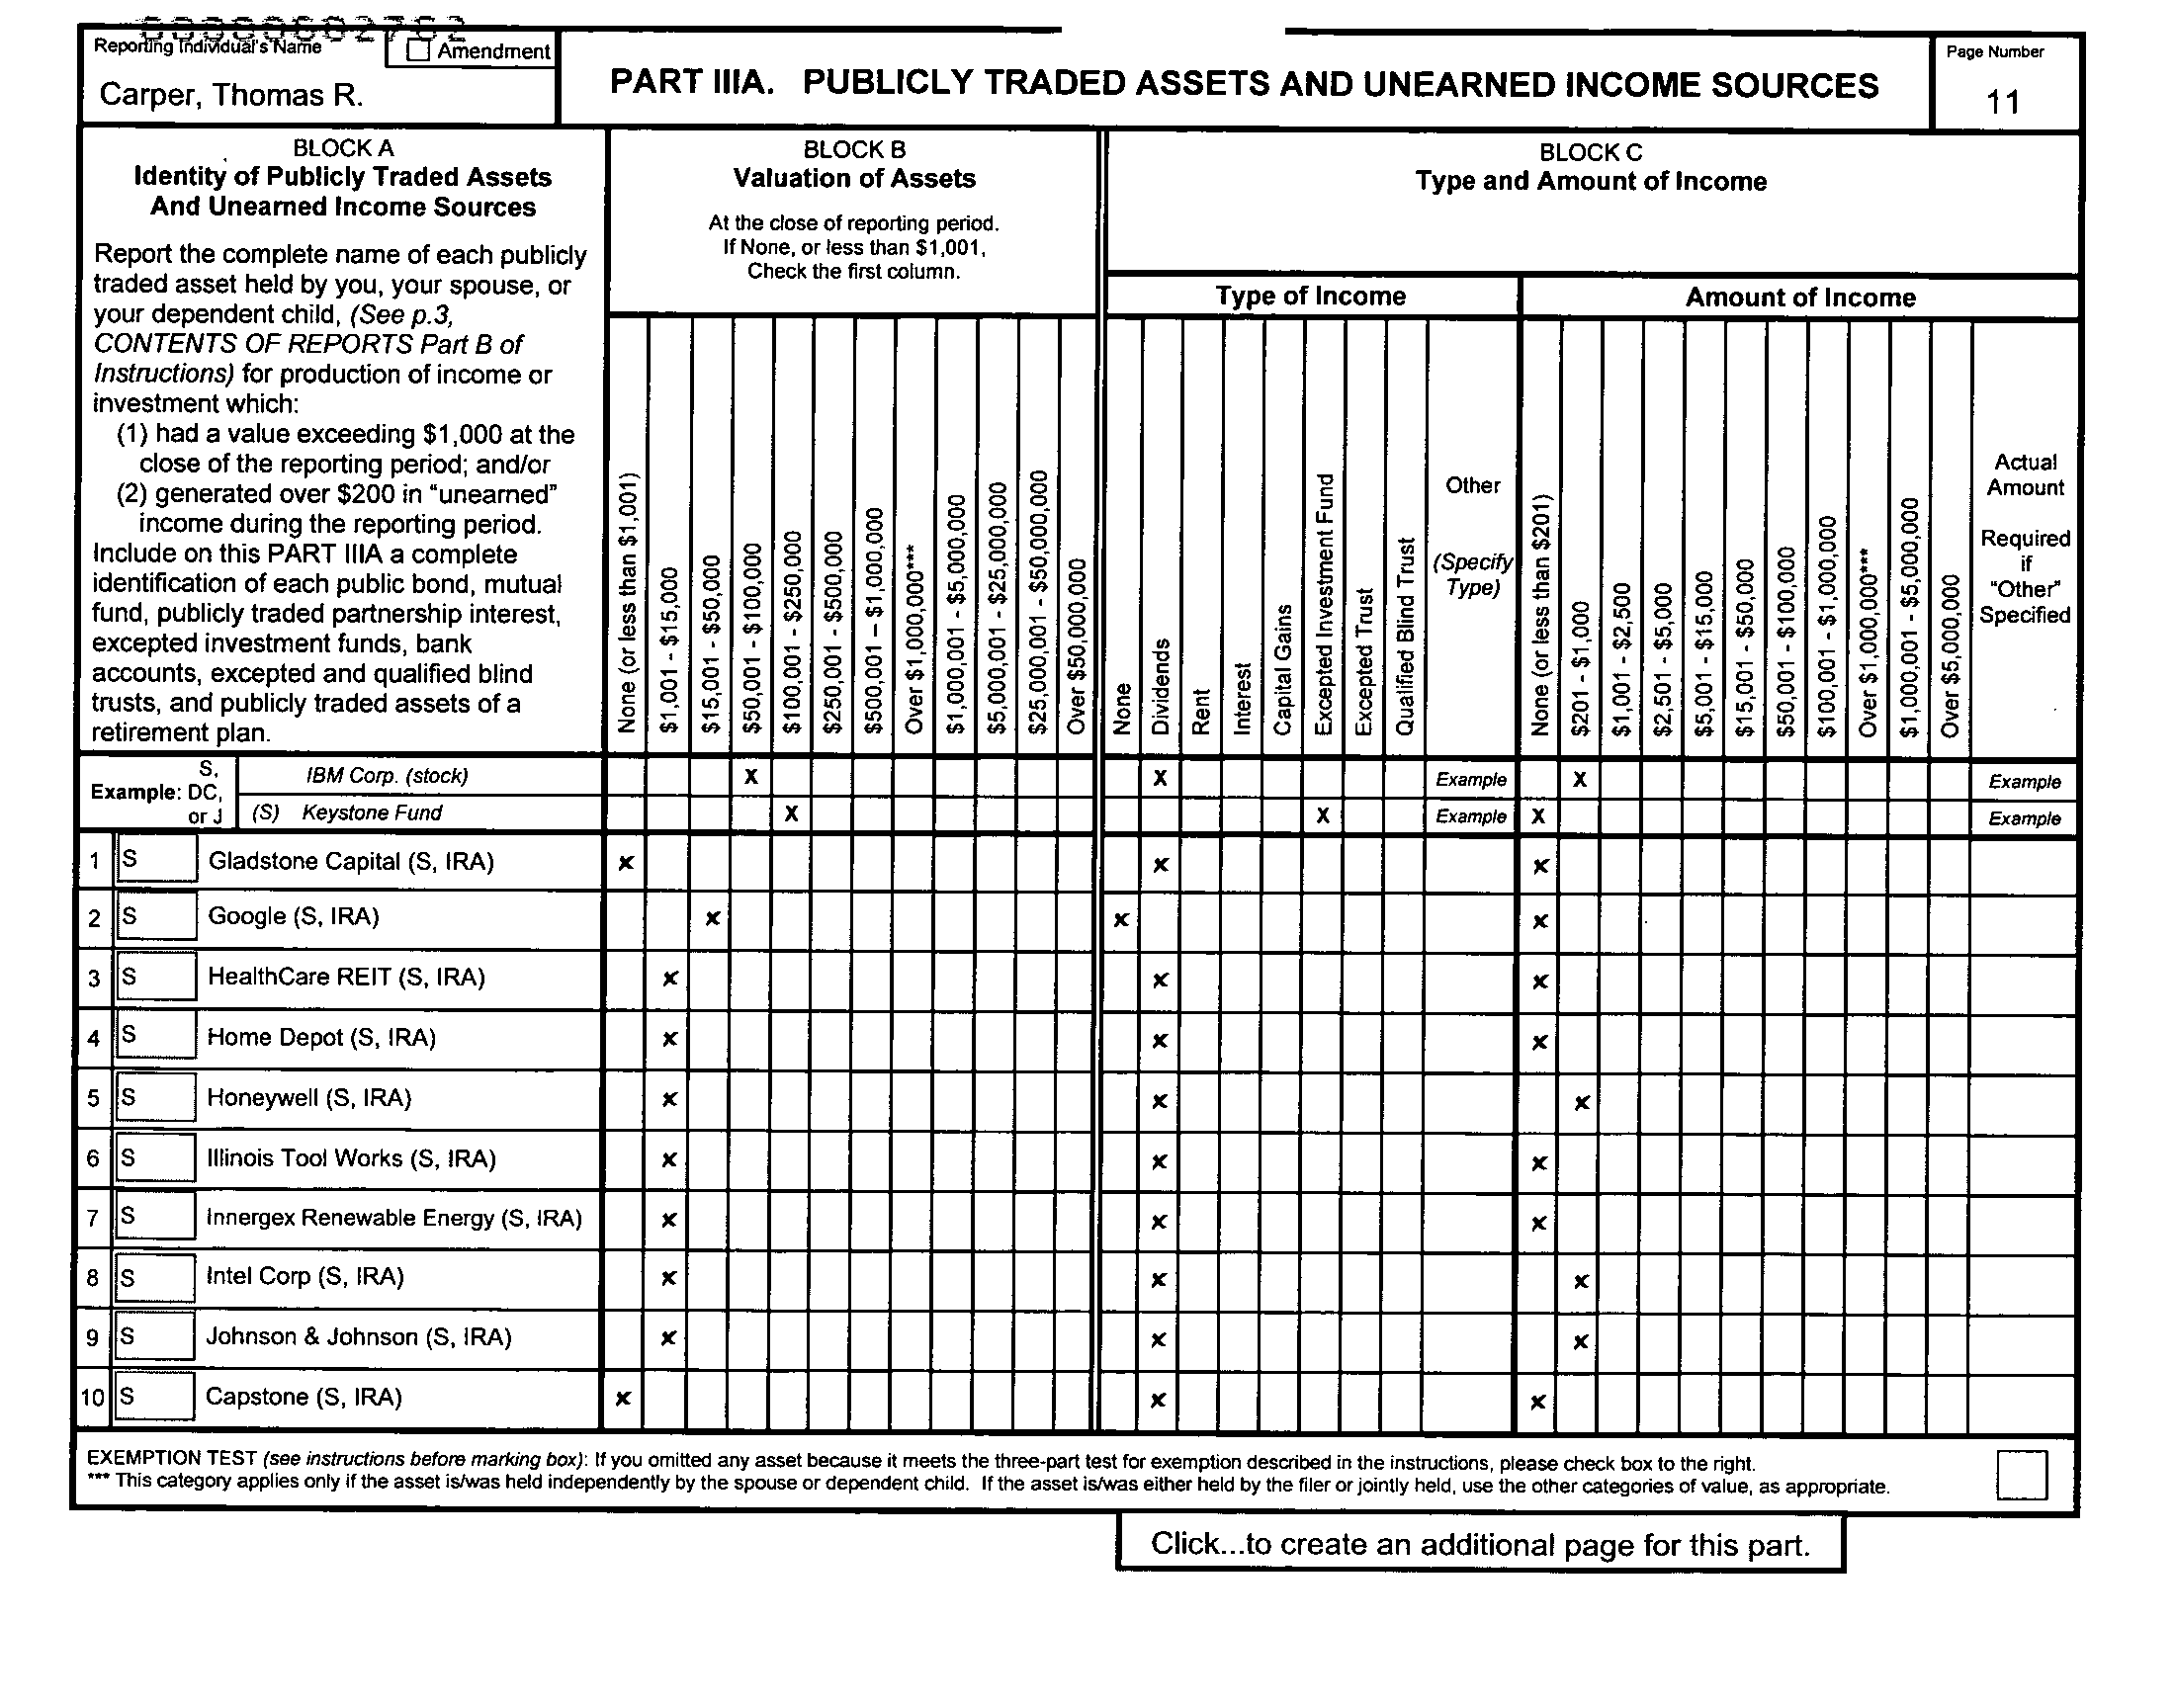 Reporting Individual's Name
☐ Amendment
Carper, Thomas R.
PART IIIA. PUBLICLY TRADED ASSETS AND UNEARNED INCOME SOURCES
Page Number
11
BLOCK A
Identity of Publicly Traded Assets
And Unearned Income Sources
Report the complete name of each publicly
traded asset held by you, your spouse, or
your dependent child, (See p.3,
CONTENTS OF REPORTS Part B of
Instructions) for production of income or
investment which:
(1) had a value exceeding $1,000 at the
close of the reporting period; and/or
(2) generated over $200 in "unearned"
income during the reporting period.
Include on this PART IIIA a complete
identification of each public bond, mutual
fund, publicly traded partnership interest,
excepted investment funds, bank
accounts, excepted and qualified blind
trusts, and publicly traded assets of a
retirement plan.
BLOCK B
Valuation of Assets
At the close of reporting period.
If None, or less than $1,001,
Check the first column.
None (or less than $1,001)
$1,001 - $15,000
$15,001 - $50,000
$50,001 - $100,000
$100,001 - $250,000
$250,001 - $500,000
$500,001 – $1,000,000
Over $1,000,000***
$1,000,001 - $5,000,000
$5,000,001 - $25,000,000
$25,000,001 - $50,000,000
Over $50,000,000
BLOCK C
Type and Amount of Income
Type of Income
None
Dividends
Rent
Interest
Capital Gains
Excepted Investment Fund
Excepted Trust
Qualified Blind Trust
Other
(Specify
Type)
Amount of Income
None (or less than $201)
$201 - $1,000
$1,001 - $2,500
$2,501 - $5,000
$5,001 - $15,000
$15,001 - $50,000
$50,001 - $100,000
$100,001 - $1,000,000
Over $1,000,000***
$1,000,001 - $5,000,000
Over $5,000,000
Actual
Amount
Required
if
"Other"
Specified
Example: S, DC, or J
IBM Corp. (stock) X X Example X Example
(S) Keystone Fund X X Example X Example
1 S Gladstone Capital (S, IRA) x x x
2 S Google (S, IRA) x x x
3 S HealthCare REIT (S, IRA) x x x
4 S Home Depot (S, IRA) x x x
5 S Honeywell (S, IRA) x x x
6 S Illinois Tool Works (S, IRA) x x x
7 S Innergex Renewable Energy (S, IRA) x x x
8 S Intel Corp (S, IRA) x x x
9 S Johnson & Johnson (S, IRA) x x x
10 S Capstone (S, IRA) x x x
EXEMPTION TEST (see instructions before marking box): If you omitted any asset because it meets the three-part test for exemption described in the instructions, please check box to the right.
*** This category applies only if the asset is/was held independently by the spouse or dependent child. If the asset is/was either held by the filer or jointly held, use the other categories of value, as appropriate.
Click...to create an additional page for this part.